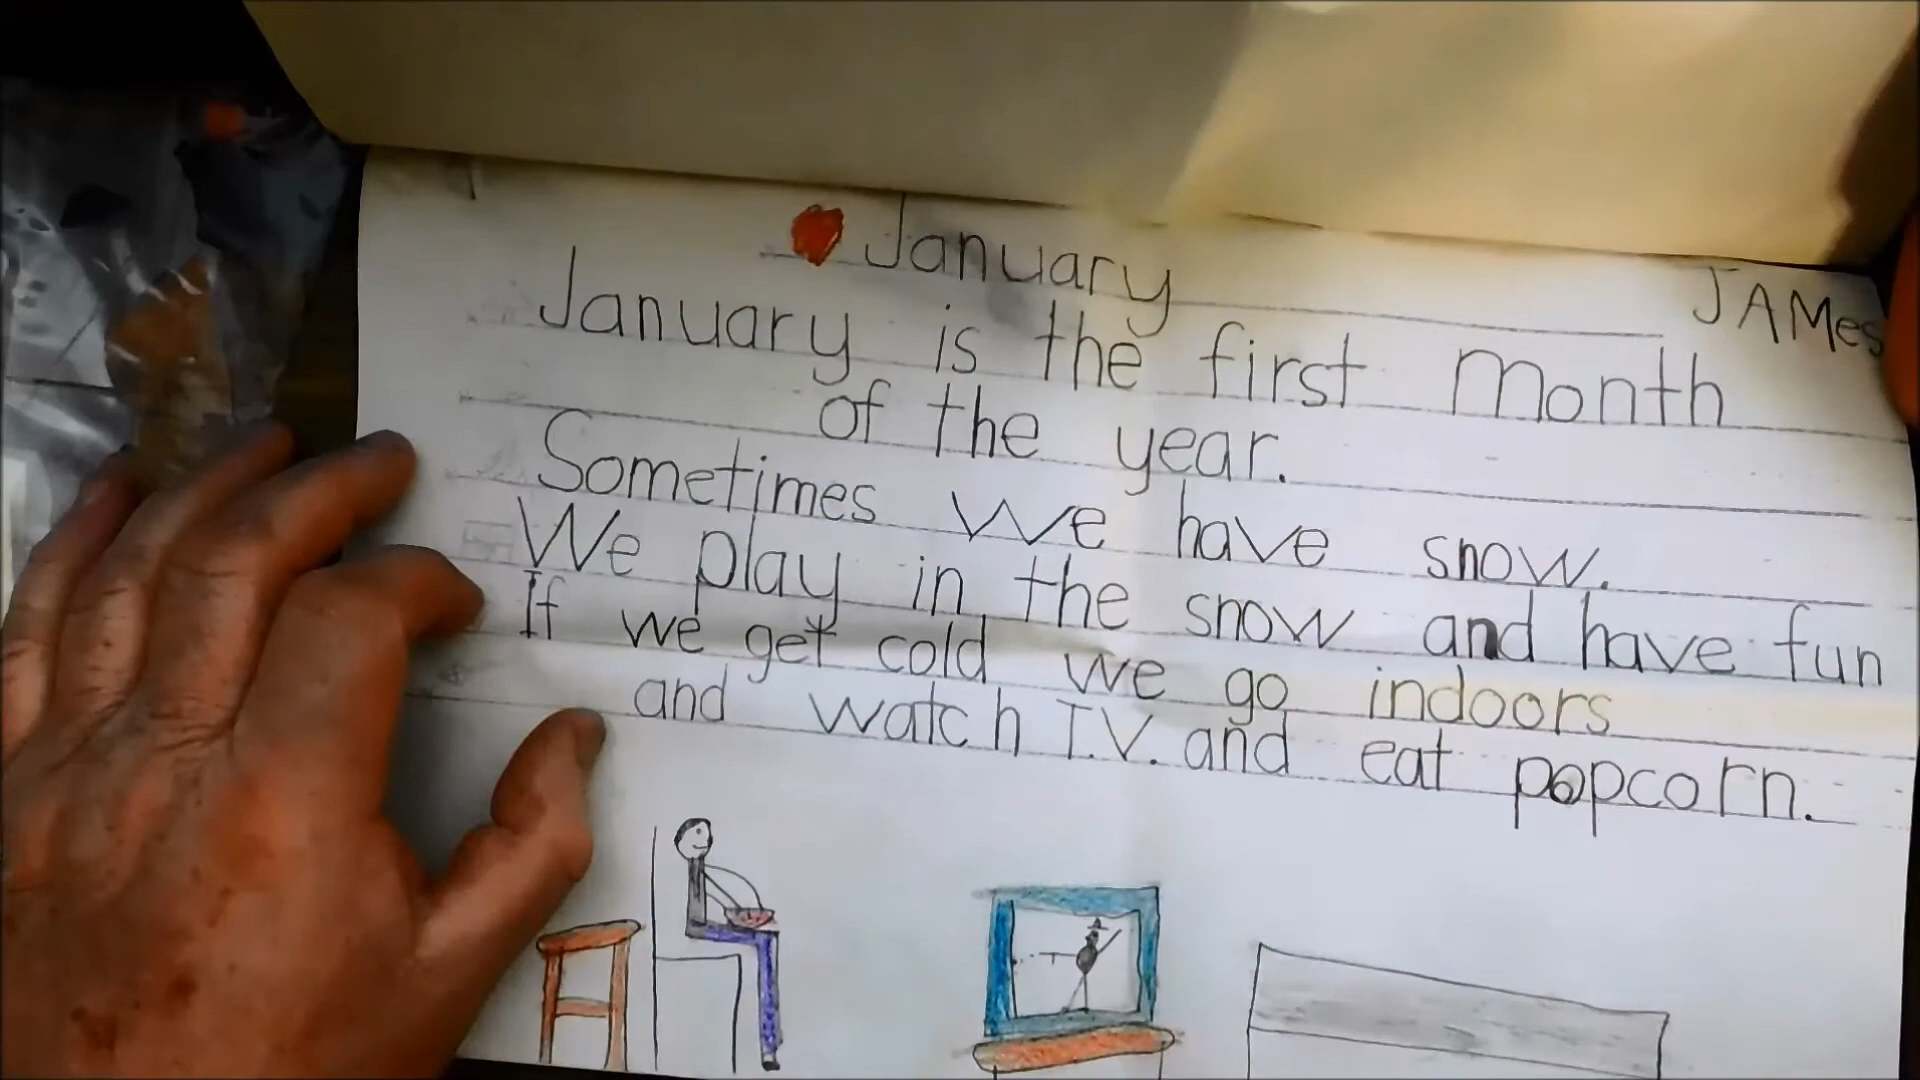 January
JAMes
January is the first Month
of the year.
Sometimes we have snow.
We play in the snow and have fun
If we get cold we go indoors
and watch T.V. and eat popcorn.